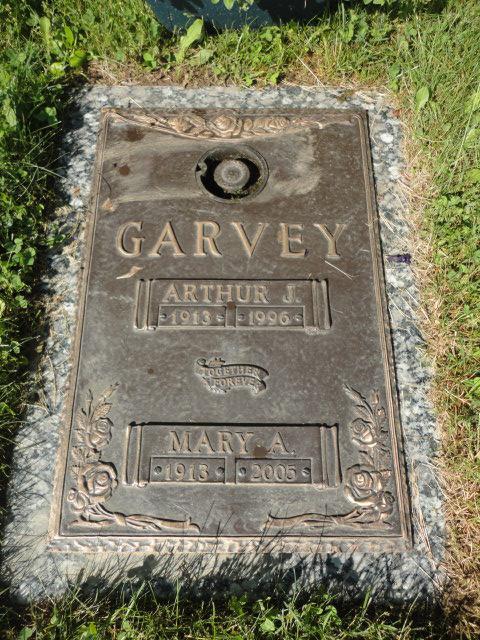 GARVEY
ARTHUR J.
1913 1996
TOGETHER
FOREVER
MARY A.
1913 2005